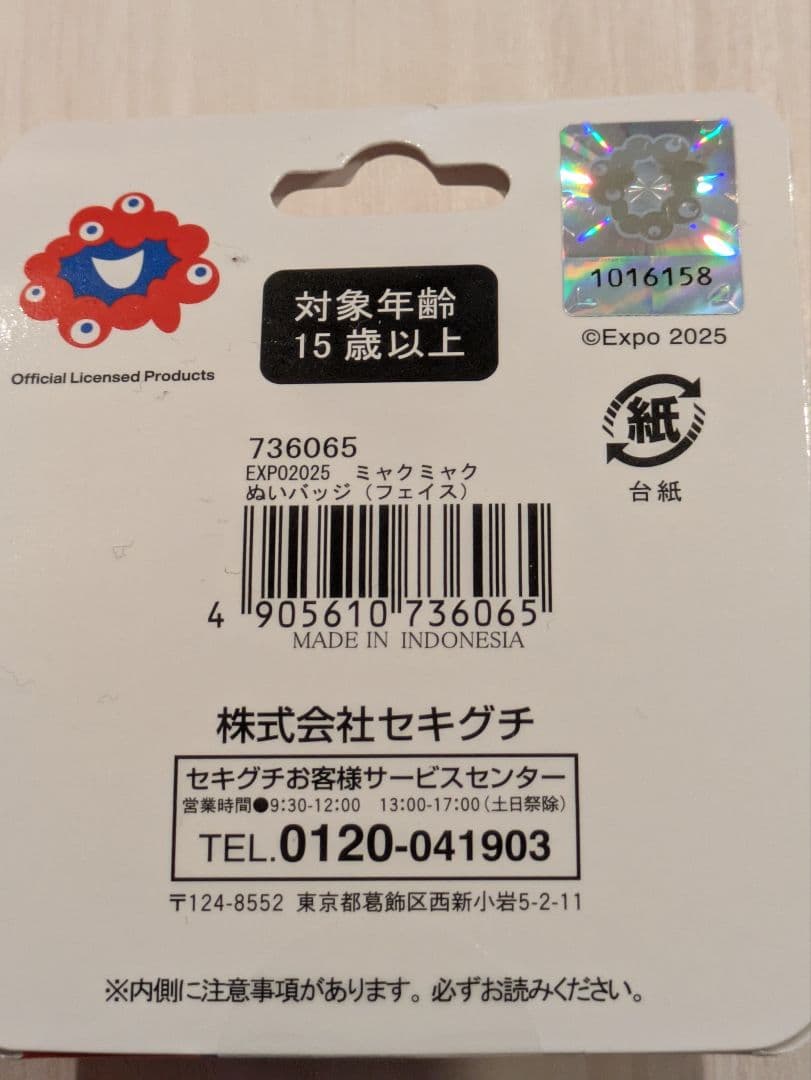 1016158
©Expo 2025
Official Licensed Products
対象年齢
15歳以上
紙
台紙
736065
EXPO2025 ミャクミャク
ぬいバッジ（フェイス）
4 905610 736065
MADE IN INDONESIA
株式会社セキグチ
セキグチお客様サービスセンター
営業時間●9:30-12:00 13:00-17:00（土日祭除）
TEL.0120-041903
〒124-8552 東京都葛飾区西新小岩5-2-11
※内側に注意事項があります。必ずお読みください。